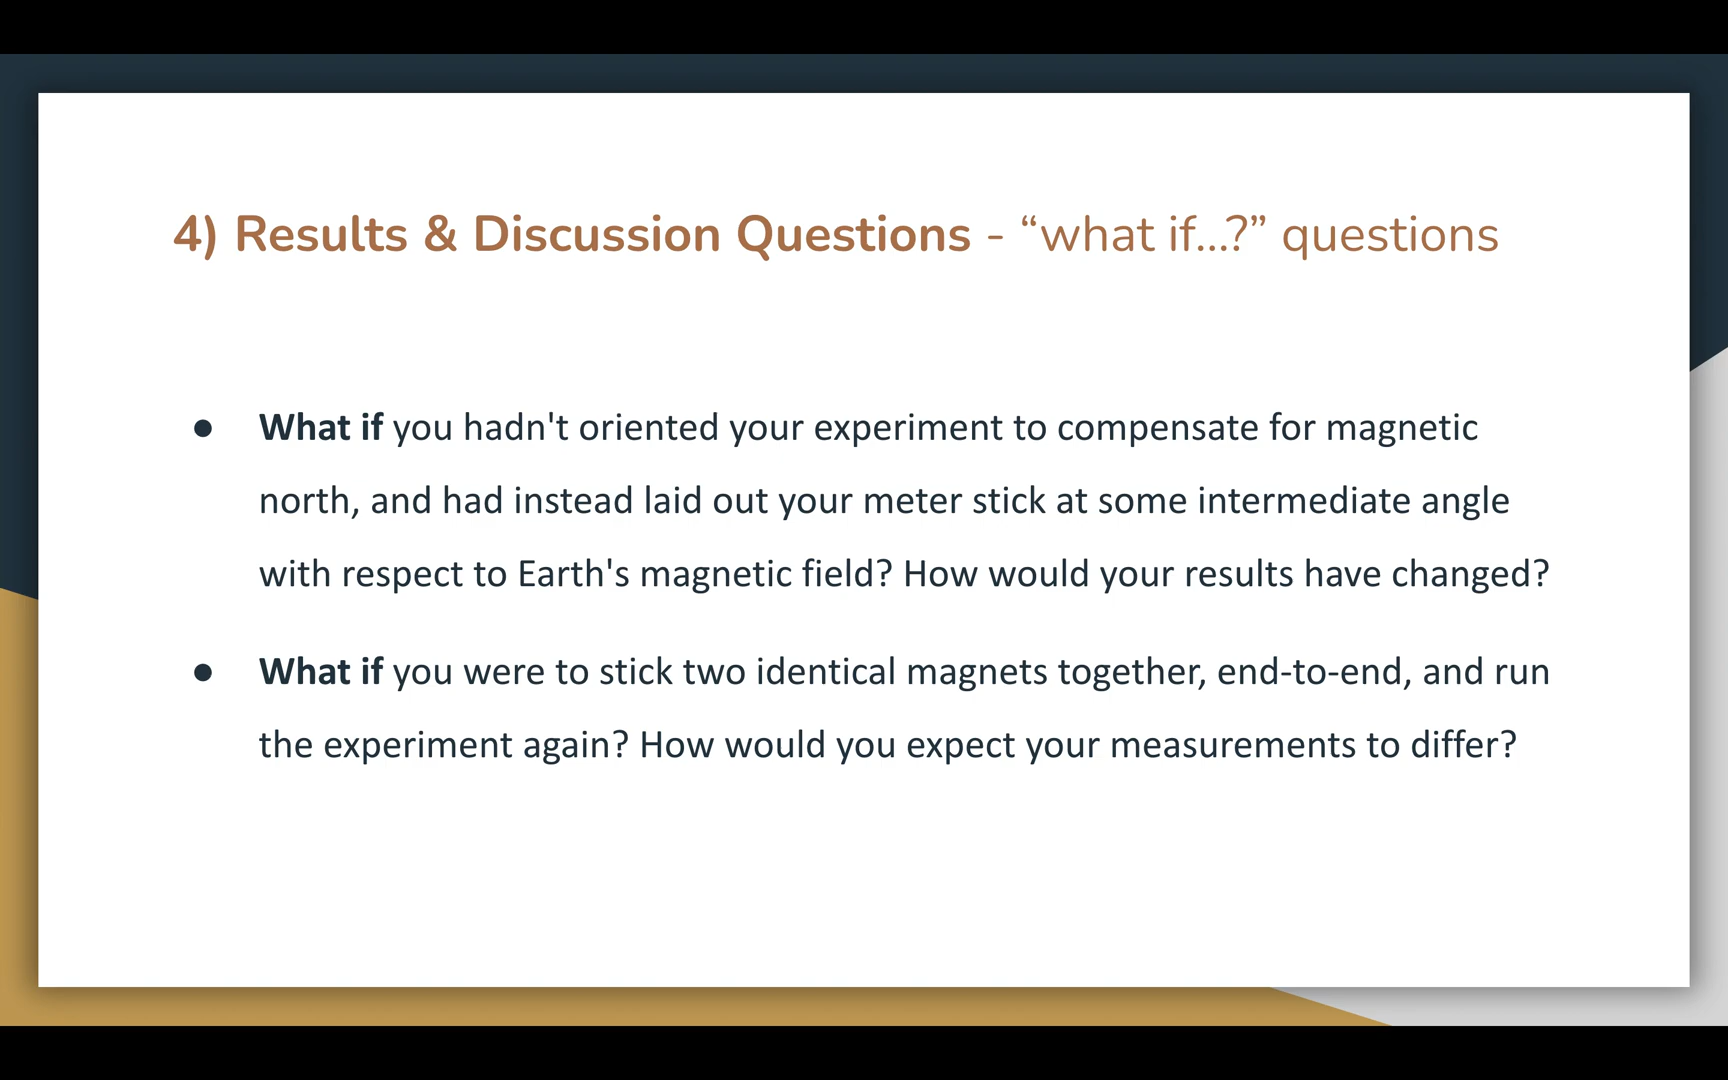 4) Results & Discussion Questions - “what if...?” questions
● What if you hadn't oriented your experiment to compensate for magnetic
north, and had instead laid out your meter stick at some intermediate angle
with respect to Earth's magnetic field? How would your results have changed?
● What if you were to stick two identical magnets together, end-to-end, and run
the experiment again? How would you expect your measurements to differ?